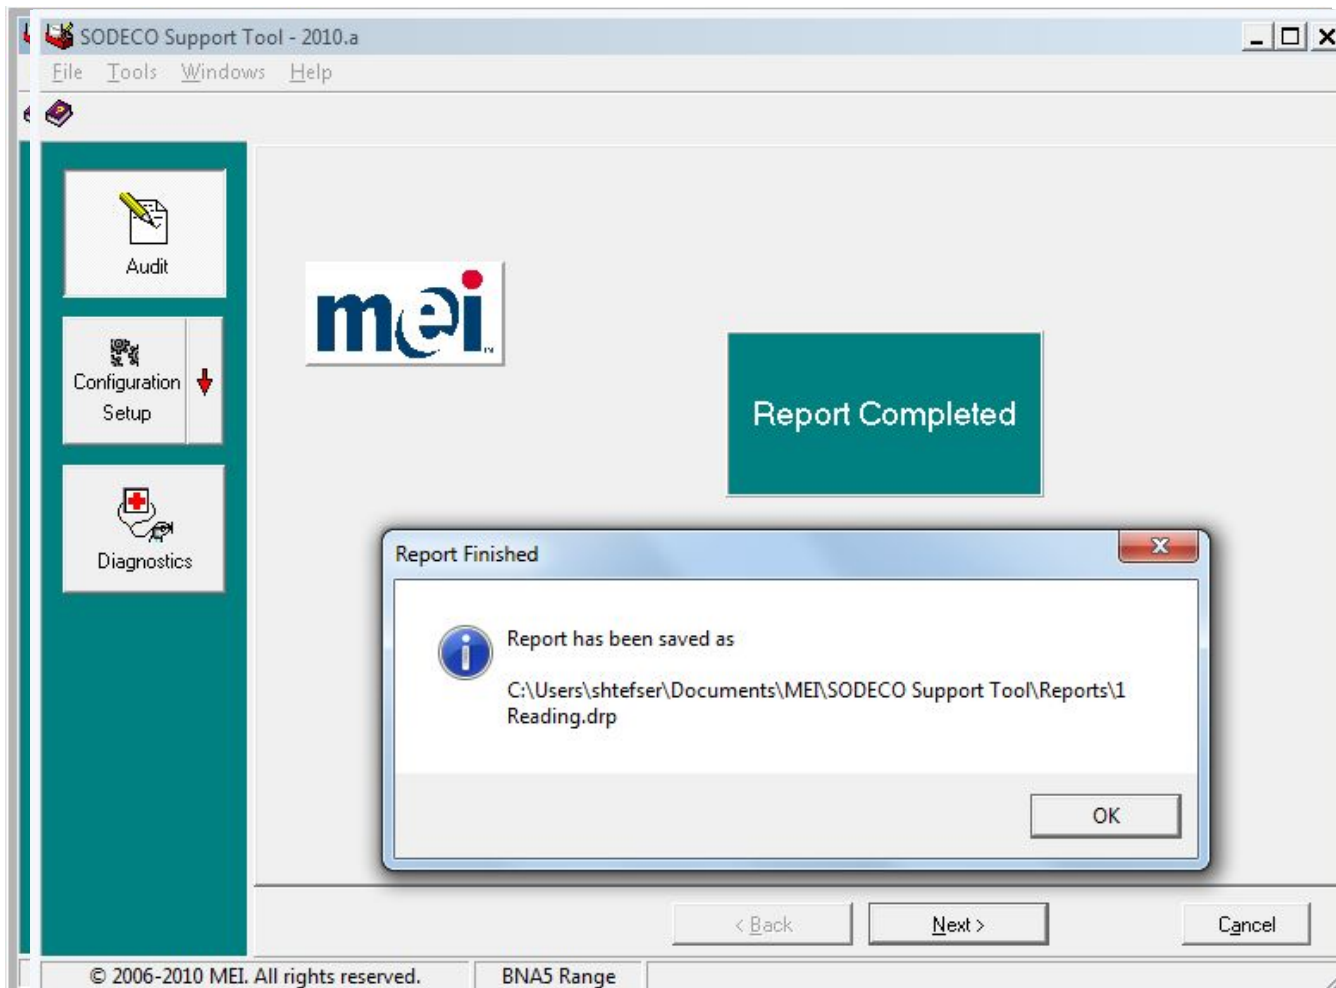 SODECO Support Tool - 2010.a
File Tools Windows Help
Audit
mei™
Configuration
Setup
Report Completed
Diagnostics
Report Finished
Report has been saved as
C:\Users\shtefser\Documents\MEI\SODECO Support Tool\Reports\1
Reading.drp
OK
< Back Next > Cancel
© 2006-2010 MEI. All rights reserved. BNA5 Range